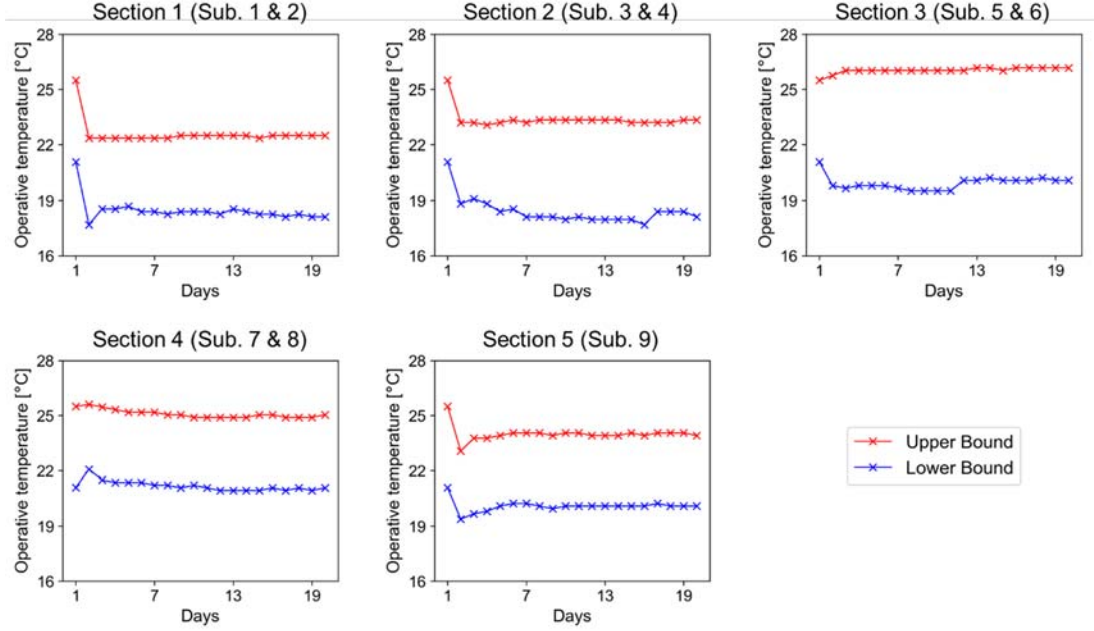 Section 1 (Sub. 1 & 2)
Operative temperature [°C]
28
25
22
19
16
1
7
13
19
Days
Section 2 (Sub. 3 & 4)
Operative temperature [°C]
28
25
22
19
16
1
7
13
19
Days
Section 3 (Sub. 5 & 6)
Operative temperature [°C]
28
25
22
19
16
1
7
13
19
Days
Section 4 (Sub. 7 & 8)
Operative temperature [°C]
28
25
22
19
16
1
7
13
19
Days
Section 5 (Sub. 9)
Operative temperature [°C]
28
25
22
19
16
1
7
13
19
Days
Upper Bound
Lower Bound